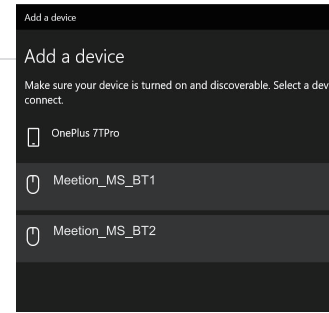 Add a device
Add a device
Make sure your device is turned on and discoverable. Select a dev
connect.
OnePlus 7TPro
Meetion_MS_BT1
Meetion_MS_BT2